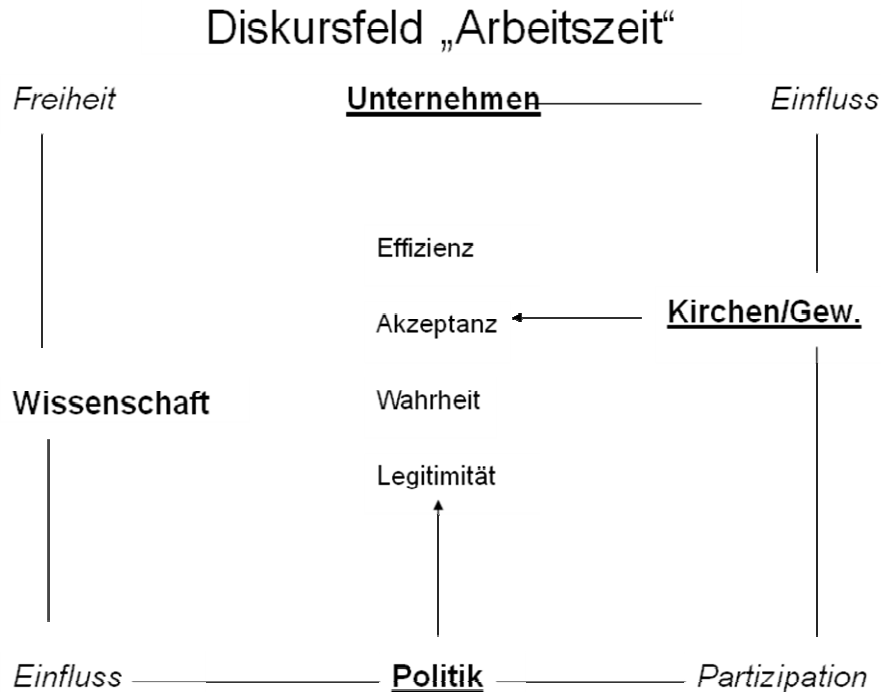 Diskursfeld „Arbeitszeit“
Freiheit Unternehmen Einfluss
Effizienz
Kirchen/Gew.
Akzeptanz
Wissenschaft Wahrheit
Legitimität
Einfluss Politik Partizipation